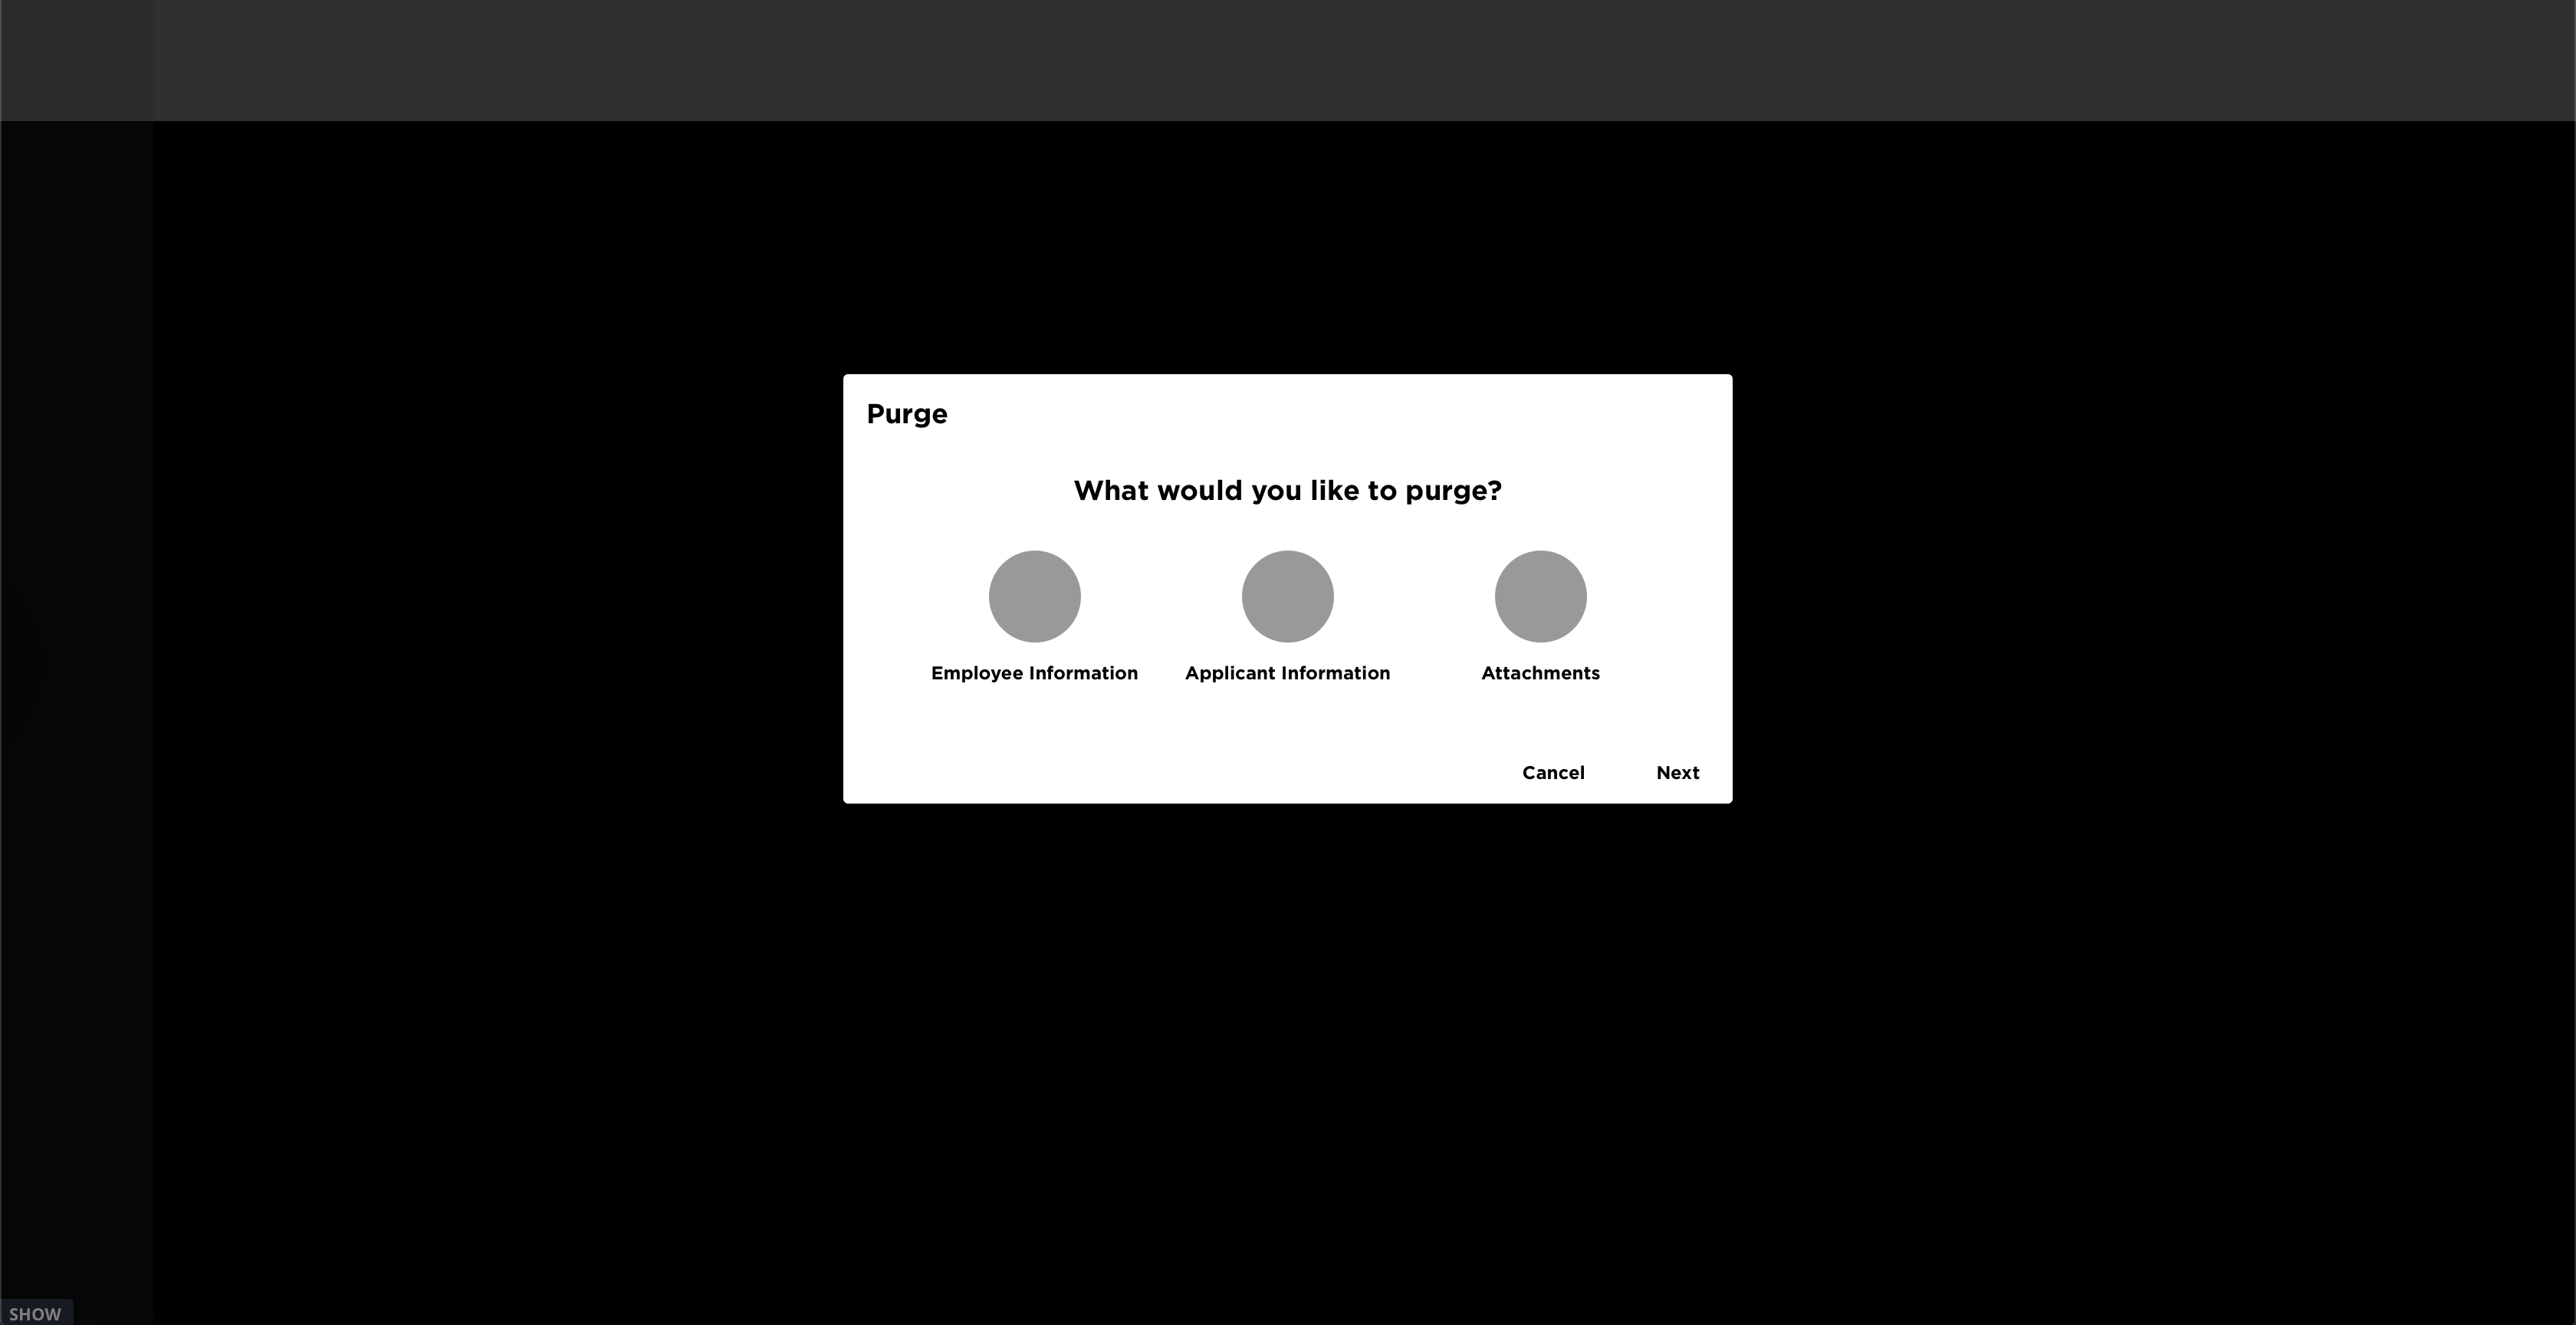 Purge
What would you like to purge?
Employee Information
Applicant Information
Attachments
Cancel
Next
SHOW